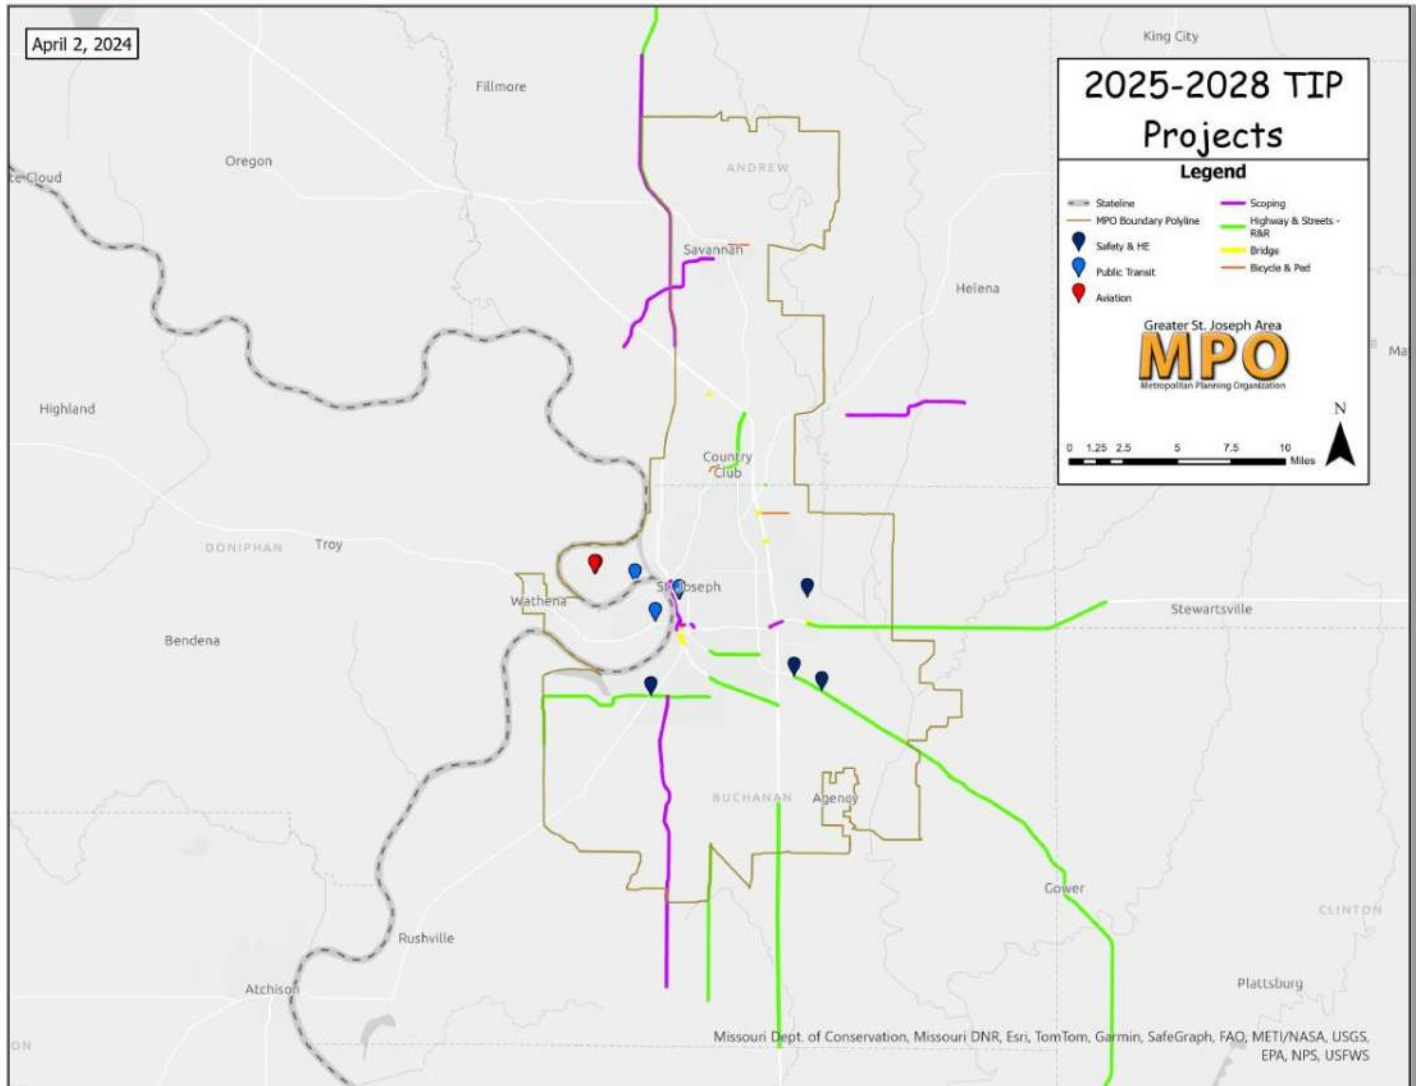 April 2, 2024
King City
Fillmore
2025-2028 TIP
Projects
Legend
Stateline
MPO Boundary Polyline
Safety & HE
Public Transit
Aviation
Scoping
Highway & Streets -
R&R
Bridge
Bicycle & Ped
Greater St. Joseph Area
MPO
Metropolitan Planning Organization
N
0 1.25 2.5 5 7.5 10
Miles
Oregon
ANDREW
Cloud
Savannah
Helena
Ma
Highland
Country
Club
DONIPHAN
Troy
St. Joseph
Wathena
Stewartsville
Bendena
BUCHANAN
Agency
Gower
CLINTON
Rushville
Plattsburg
Atchison
ON
Missouri Dept. of Conservation, Missouri DNR, Esri, TomTom, Garmin, SafeGraph, FAO, METI/NASA, USGS,
EPA, NPS, USFWS